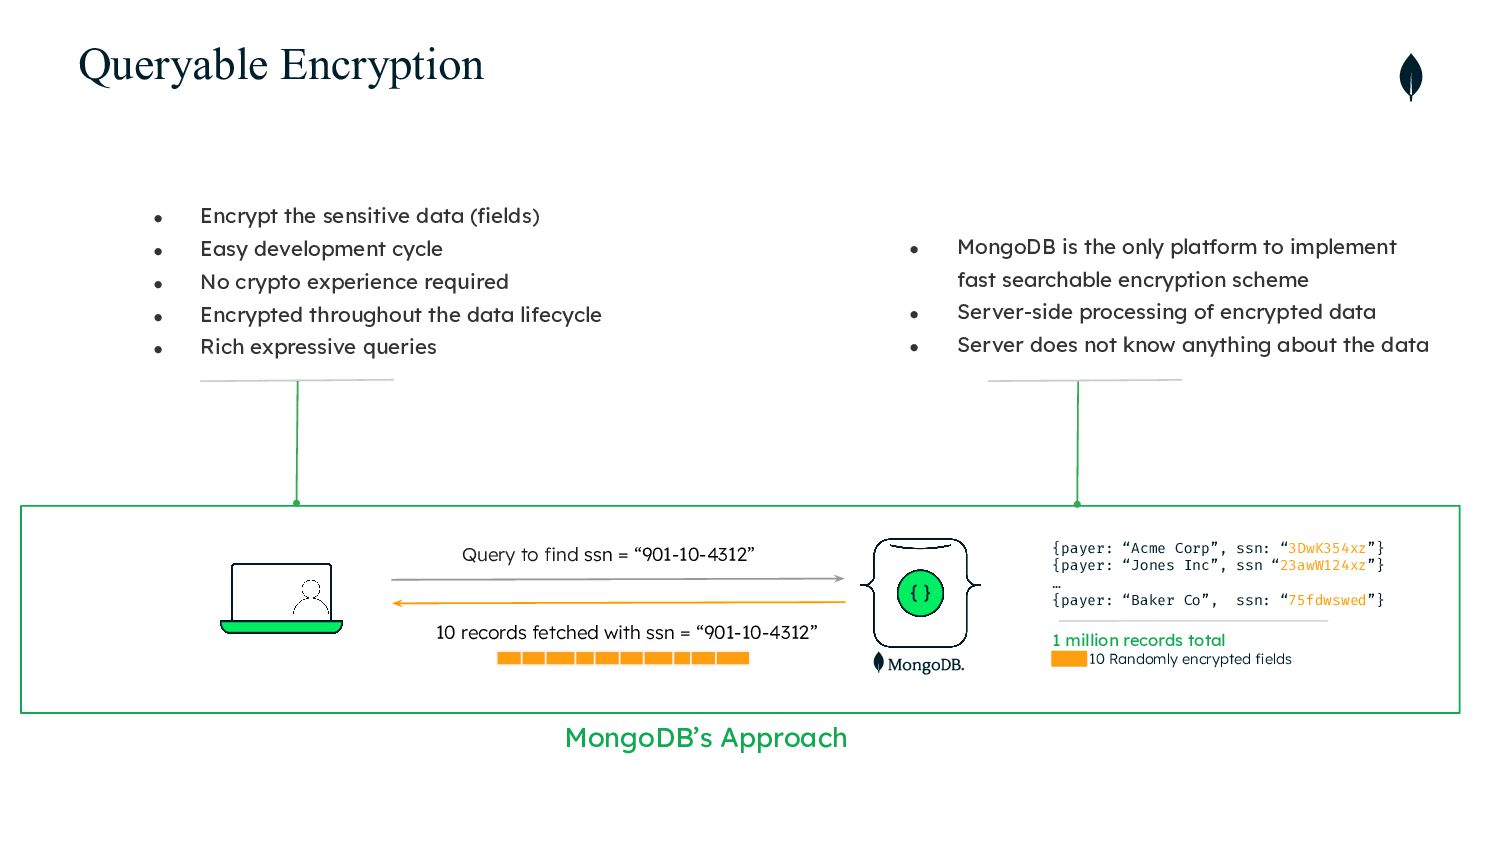 Queryable Encryption
● Encrypt the sensitive data (fields)
● Easy development cycle
● No crypto experience required
● Encrypted throughout the data lifecycle
● Rich expressive queries
● MongoDB is the only platform to implement
fast searchable encryption scheme
● Server-side processing of encrypted data
● Server does not know anything about the data
Query to find ssn = “901-10-4312”
10 records fetched with ssn = “901-10-4312”
{ }
MongoDB.
{payer: “Acme Corp”, ssn: “3DwK354xz”}
{payer: “Jones Inc”, ssn “23awW124xz”}
…
{payer: “Baker Co”,  ssn: “75fdwswed”}
1 million records total
10 Randomly encrypted fields
MongoDB’s Approach